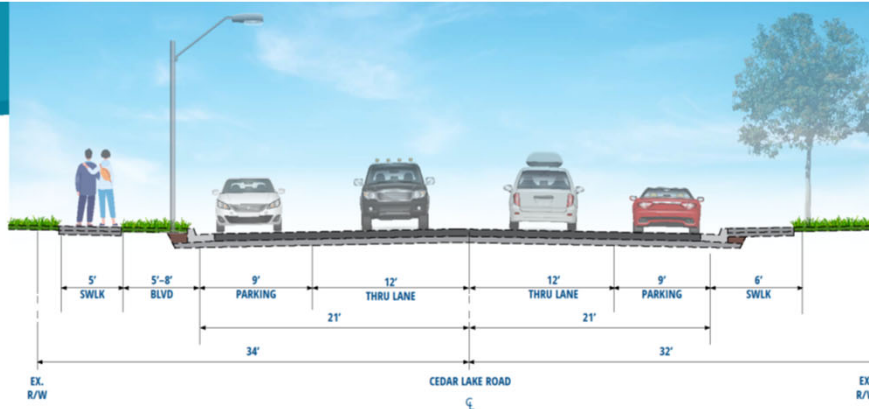 5'
SWLK
5'-8'
BLVD
9'
PARKING
12'
THRU LANE
12'
THRU LANE
9'
PARKING
6'
SWLK
21'
21'
34'
32'
EX.
R/W
CEDAR LAKE ROAD
℄